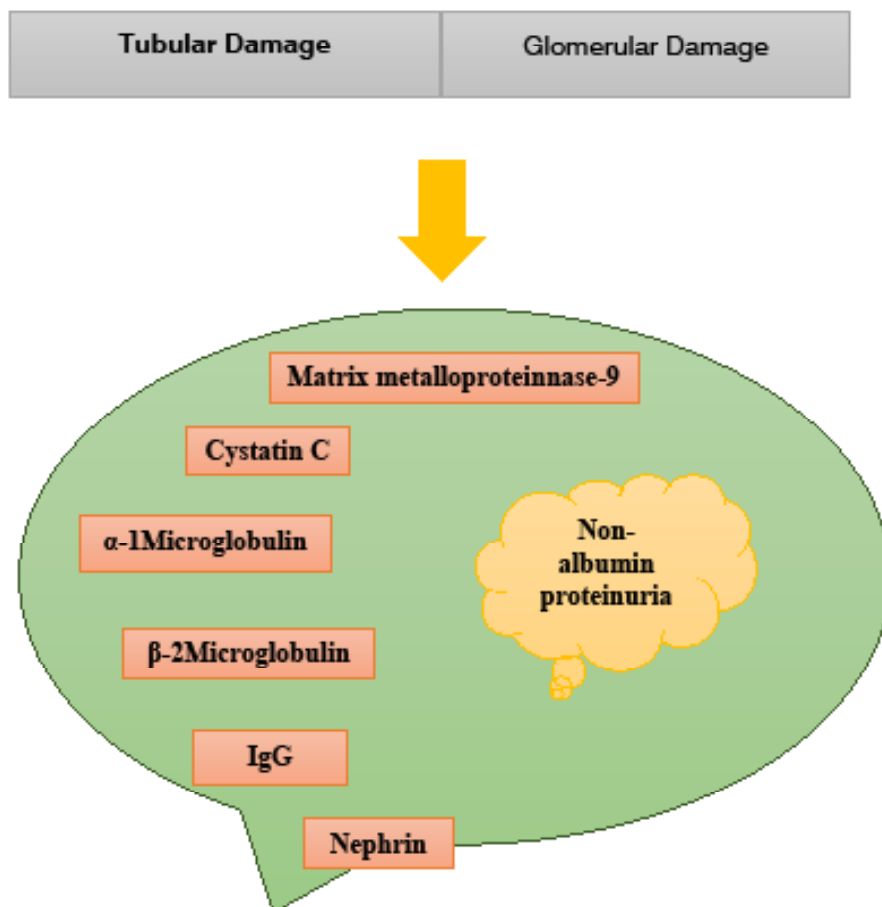 Tubular Damage
Glomerular Damage
Matrix metalloproteinnase-9
Cystatin C
α-1Microglobulin
Non-
albumin
proteinuria
β-2Microglobulin
IgG
Nephrin